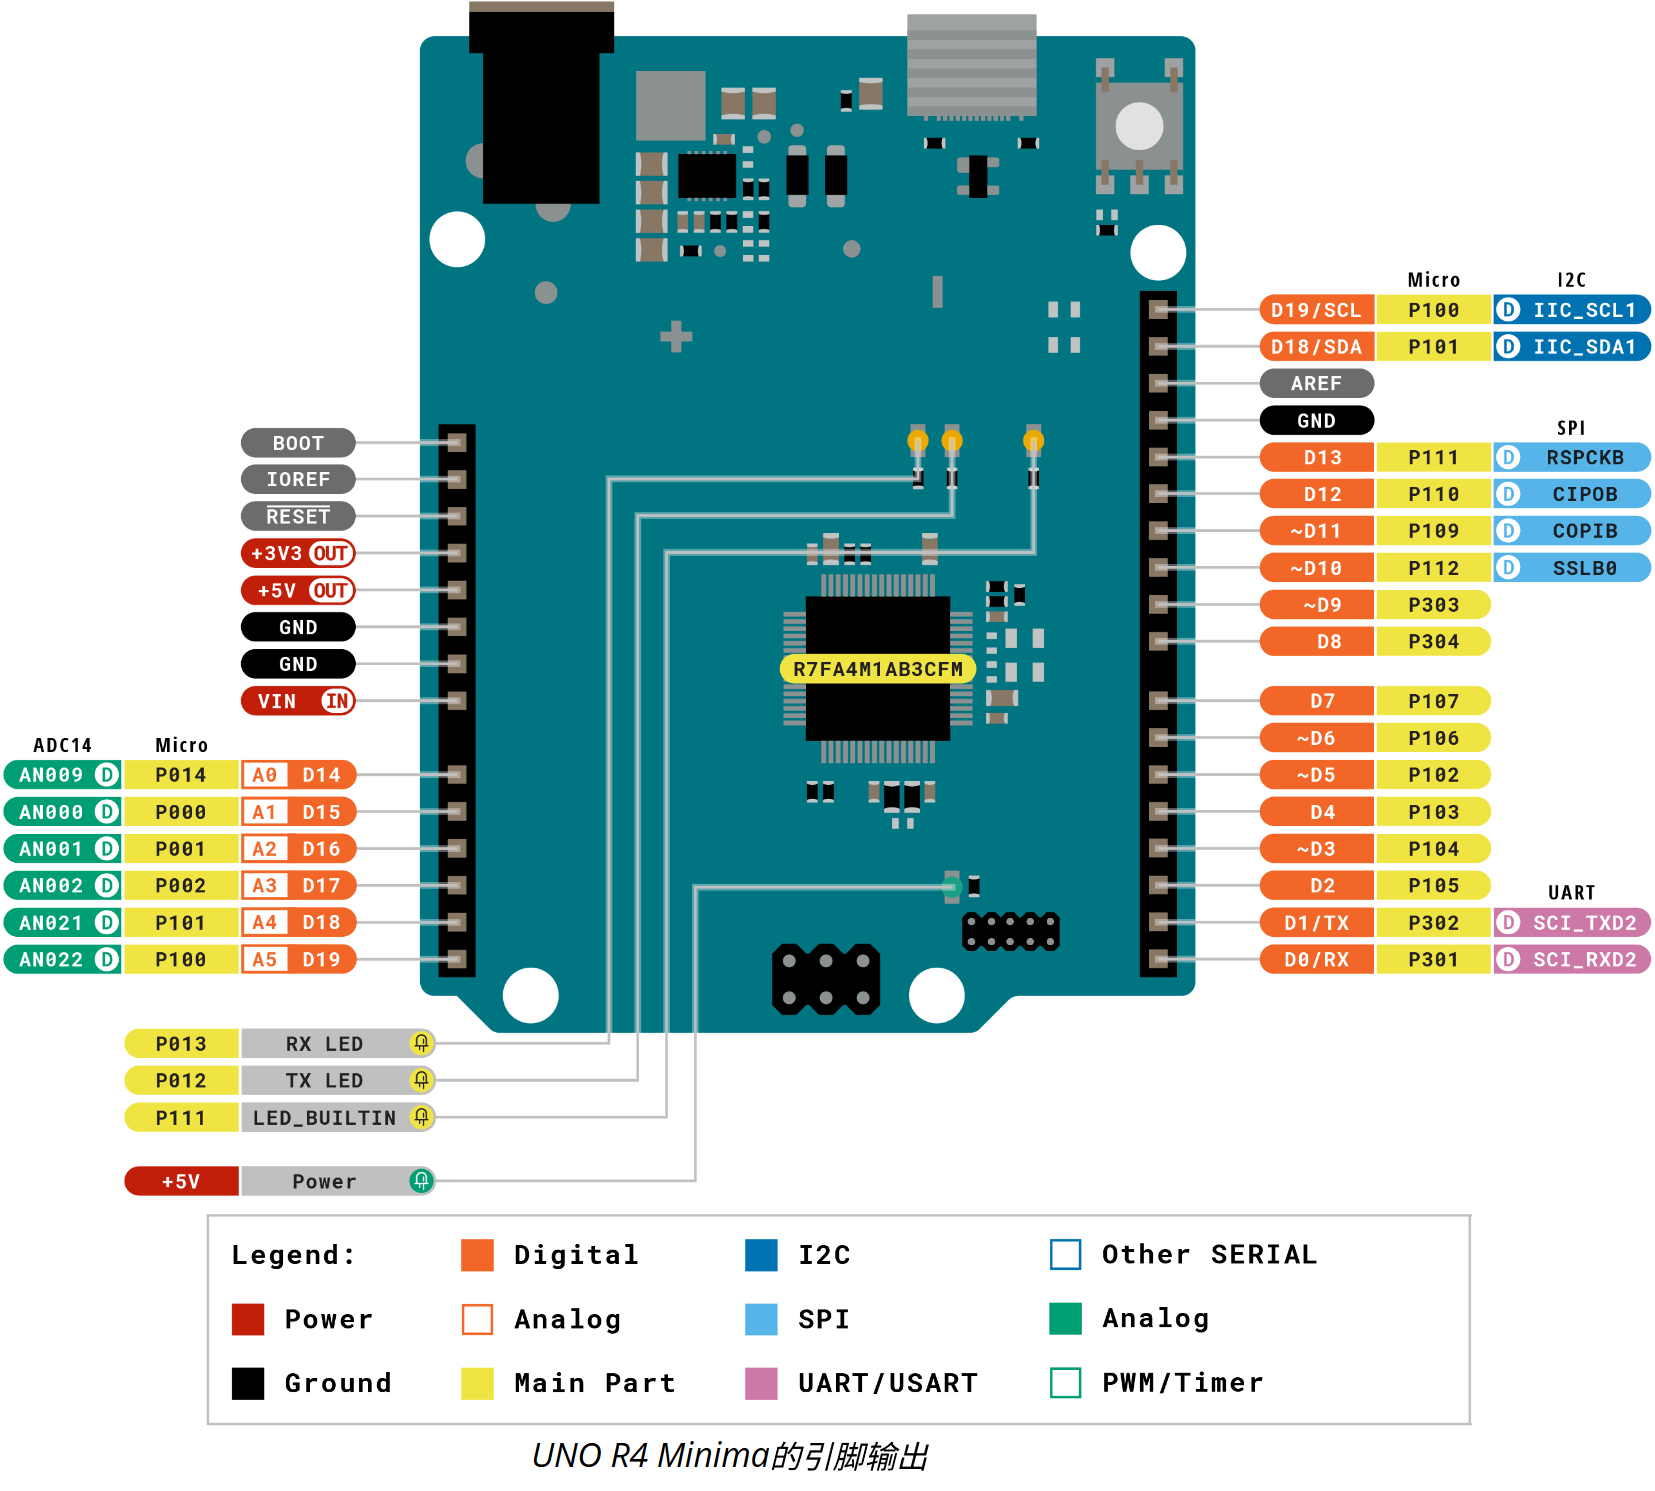 Micro I2C
D19/SCL P100 D IIC_SCL1
D18/SDA P101 D IIC_SDA1
AREF
GND
SPI
D13 P111 D RSPCKB
D12 P110 D CIPOB
~D11 P109 D COPIB
~D10 P112 D SSLB0
~D9 P303
D8 P304
D7 P107
~D6 P106
~D5 P102
D4 P103
~D3 P104
D2 P105
UART
D1/TX P302 D SCI_TXD2
D0/RX P301 D SCI_RXD2
BOOT
IOREF
RESET
+3V3 OUT
+5V OUT
GND
GND
VIN IN
ADC14 Micro
AN009 D P014 A0 D14
AN000 D P000 A1 D15
AN001 D P001 A2 D16
AN002 D P002 A3 D17
AN021 D P101 A4 D18
AN022 D P100 A5 D19
R7FA4M1AB3CFM
P013 RX LED
P012 TX LED
P111 LED_BUILTIN
+5V Power
Legend: Digital I2C Other SERIAL
Power Analog SPI Analog
Ground Main Part UART/USART PWM/Timer
UNO R4 Minima的引脚输出